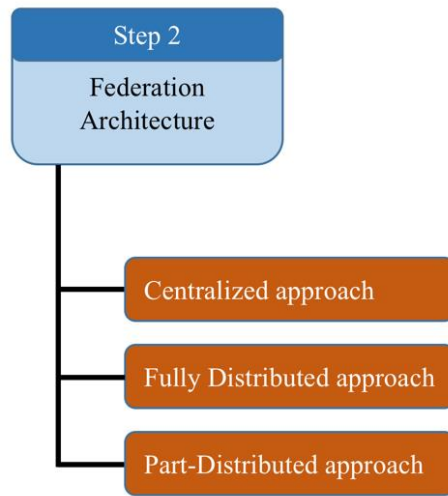 Step 2
Federation
Architecture
Centralized approach
Fully Distributed approach
Part-Distributed approach